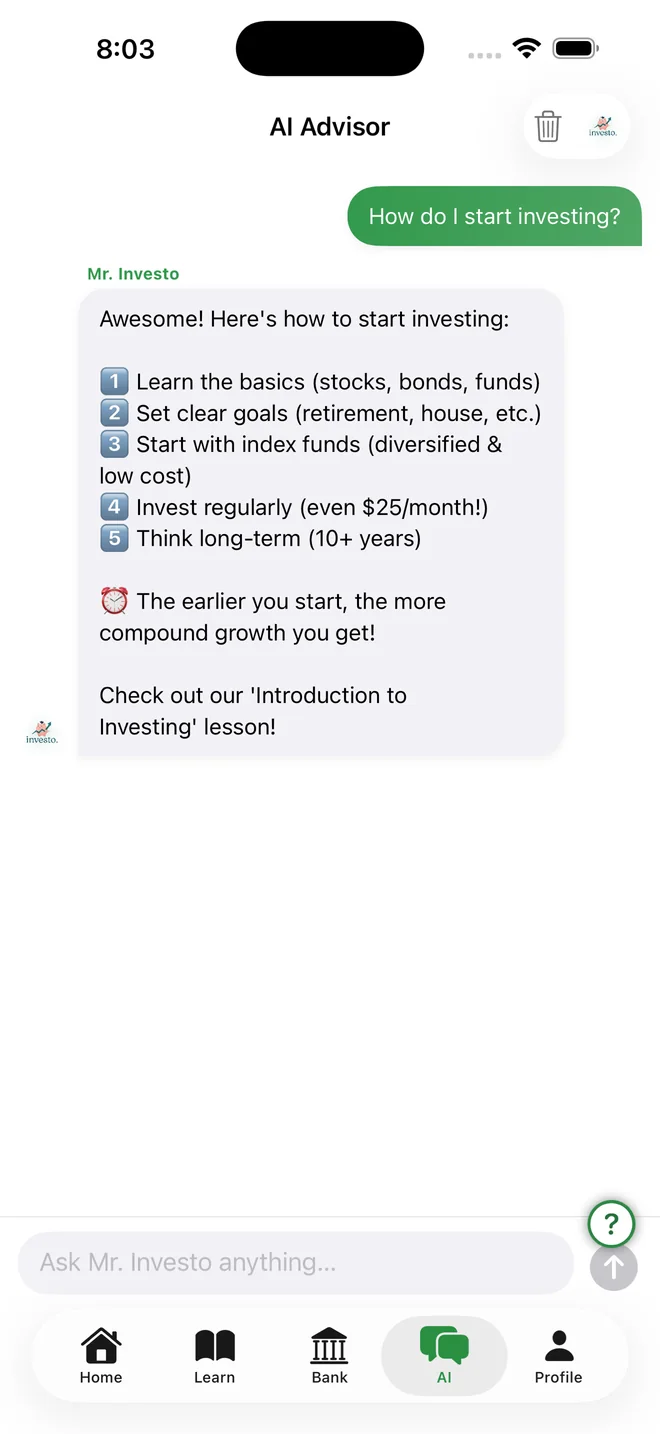 8:03
AI Advisor
investo.
How do I start investing?
Mr. Investo
Awesome! Here's how to start investing:
1 Learn the basics (stocks, bonds, funds)
2 Set clear goals (retirement, house, etc.)
3 Start with index funds (diversified &
low cost)
4 Invest regularly (even $25/month!)
5 Think long-term (10+ years)
⏰ The earlier you start, the more
compound growth you get!
Check out our 'Introduction to
Investing' lesson!
investo.
?
Ask Mr. Investo anything...
Home Learn Bank AI Profile